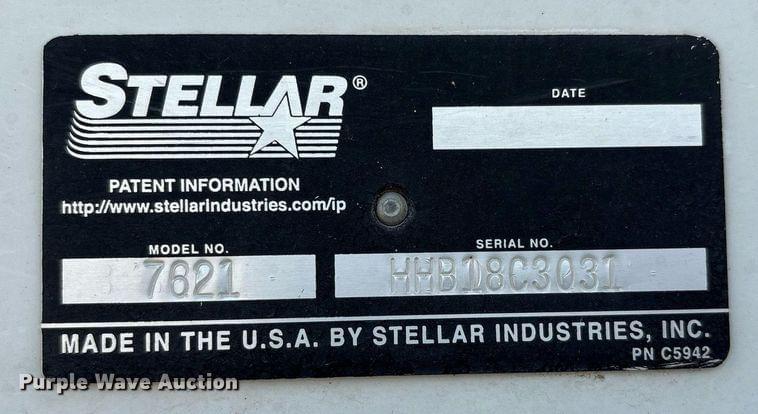 STELLAR®
DATE
PATENT INFORMATION
http://www.stellarindustries.com/ip
MODEL NO.
7621
SERIAL NO.
HHB18C3031
MADE IN THE U.S.A. BY STELLAR INDUSTRIES, INC.
PN C5942
Purple Wave Auction